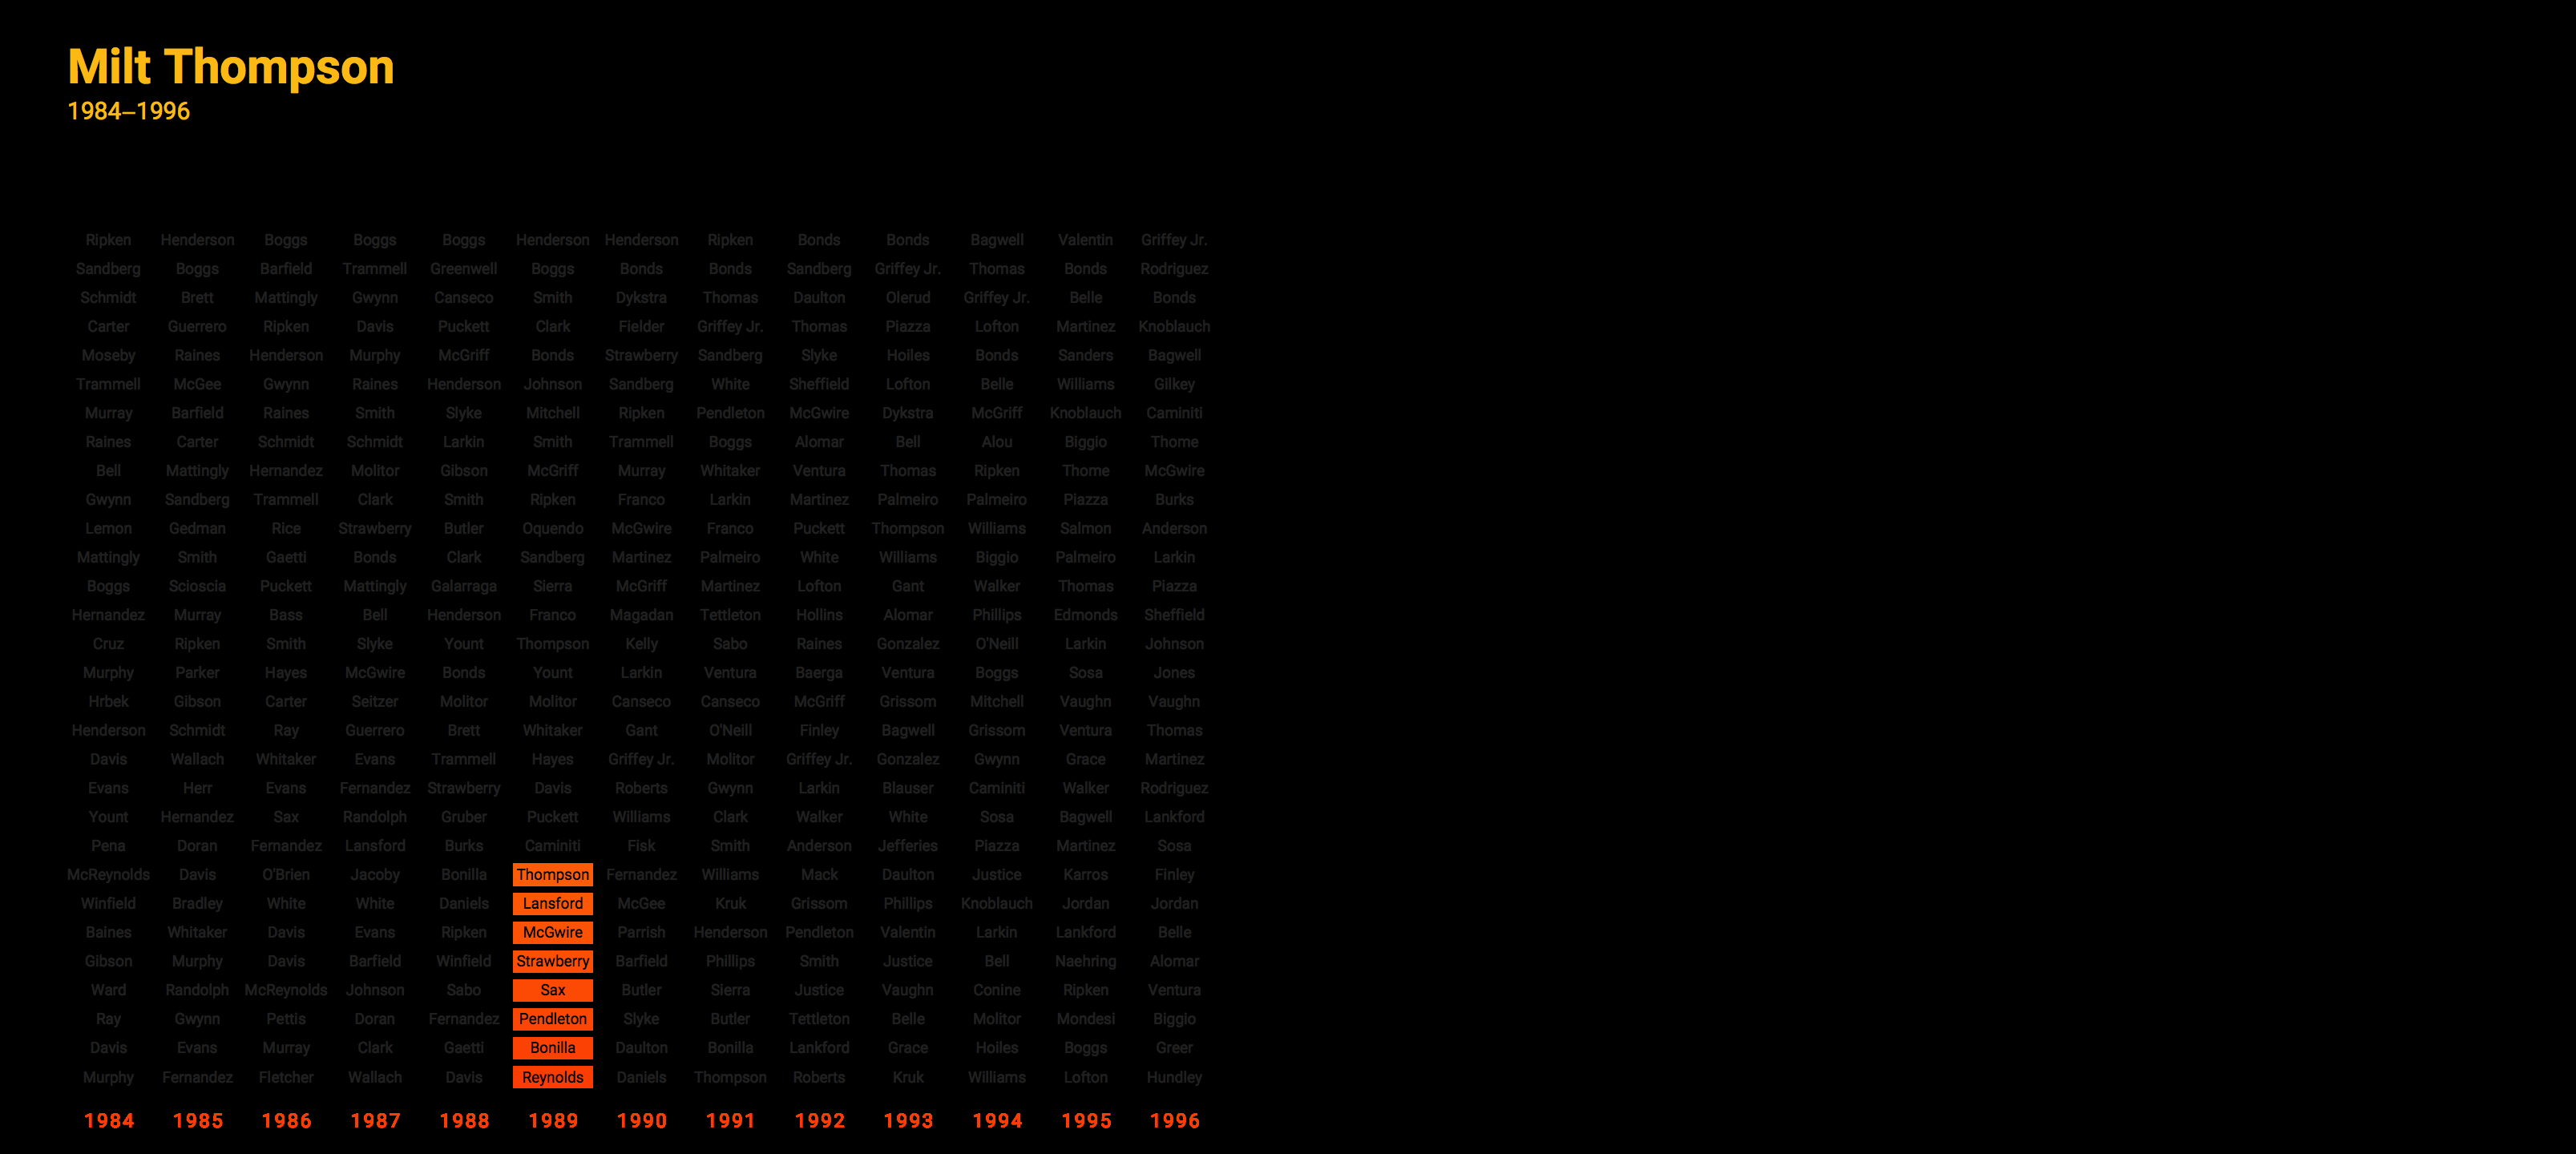 Milt Thompson
1984–1996
Ripken Henderson Boggs Boggs Boggs Henderson Henderson Ripken Bonds Bonds Bagwell Valentin Griffey Jr.
Sandberg Boggs Barfield Trammell Greenwell Boggs Bonds Bonds Sandberg Griffey Jr. Thomas Bonds Rodriguez
Schmidt Brett Mattingly Gwynn Canseco Smith Dykstra Thomas Daulton Olerud Griffey Jr. Belle Bonds
Carter Guerrero Ripken Davis Puckett Clark Fielder Griffey Jr. Thomas Piazza Lofton Martinez Knoblauch
Moseby Raines Henderson Murphy McGriff Bonds Strawberry Sandberg Slyke Hoiles Bonds Sanders Bagwell
Trammell McGee Gwynn Raines Henderson Johnson Sandberg White Sheffield Lofton Belle Williams Gilkey
Murray Barfield Raines Smith Slyke Mitchell Ripken Pendleton McGwire Dykstra McGriff Knoblauch Caminiti
Raines Carter Schmidt Schmidt Larkin Smith Trammell Boggs Alomar Bell Alou Biggio Thome
Bell Mattingly Hernandez Molitor Gibson McGriff Murray Whitaker Ventura Thomas Ripken Thome McGwire
Gwynn Sandberg Trammell Clark Smith Ripken Franco Larkin Martinez Palmeiro Palmeiro Piazza Burks
Lemon Gedman Rice Strawberry Butler Oquendo McGwire Franco Puckett Thompson Williams Salmon Anderson
Mattingly Smith Gaetti Bonds Clark Sandberg Martinez Palmeiro White Williams Biggio Palmeiro Larkin
Boggs Scioscia Puckett Mattingly Galarraga Sierra McGriff Martinez Lofton Gant Walker Thomas Piazza
Hernandez Murray Bass Bell Henderson Franco Magadan Tettleton Hollins Alomar Phillips Edmonds Sheffield
Cruz Ripken Smith Slyke Yount Thompson Kelly Sabo Raines Gonzalez O'Neill Larkin Johnson
Murphy Parker Hayes McGwire Bonds Yount Larkin Ventura Baerga Ventura Boggs Sosa Jones
Hrbek Gibson Carter Seitzer Molitor Molitor Canseco Canseco McGriff Grissom Mitchell Vaughn Vaughn
Henderson Schmidt Ray Guerrero Brett Whitaker Gant O'Neill Finley Bagwell Grissom Ventura Thomas
Davis Wallach Whitaker Evans Trammell Hayes Griffey Jr. Molitor Griffey Jr. Gonzalez Gwynn Grace Martinez
Evans Herr Evans Fernandez Strawberry Davis Roberts Gwynn Larkin Blauser Caminiti Walker Rodriguez
Yount Hernandez Sax Randolph Gruber Puckett Williams Clark Walker White Sosa Bagwell Lankford
Pena Doran Fernandez Lansford Burks Caminiti Fisk Smith Anderson Jefferies Piazza Martinez Sosa
McReynolds Davis O'Brien Jacoby Bonilla Thompson Fernandez Williams Mack Daulton Justice Karros Finley
Winfield Bradley White White Daniels Lansford McGee Kruk Grissom Phillips Knoblauch Jordan Jordan
Baines Whitaker Davis Evans Ripken McGwire Parrish Henderson Pendleton Valentin Larkin Lankford Belle
Gibson Murphy Davis Barfield Winfield Strawberry Barfield Phillips Smith Justice Bell Naehring Alomar
Ward Randolph McReynolds Johnson Sabo Sax Butler Sierra Justice Vaughn Conine Ripken Ventura
Ray Gwynn Pettis Doran Fernandez Pendleton Slyke Butler Tettleton Belle Molitor Mondesi Biggio
Davis Evans Murray Clark Gaetti Bonilla Daulton Bonilla Lankford Grace Hoiles Boggs Greer
Murphy Fernandez Fletcher Wallach Davis Reynolds Daniels Thompson Roberts Kruk Williams Lofton Hundley
1984 1985 1986 1987 1988 1989 1990 1991 1992 1993 1994 1995 1996